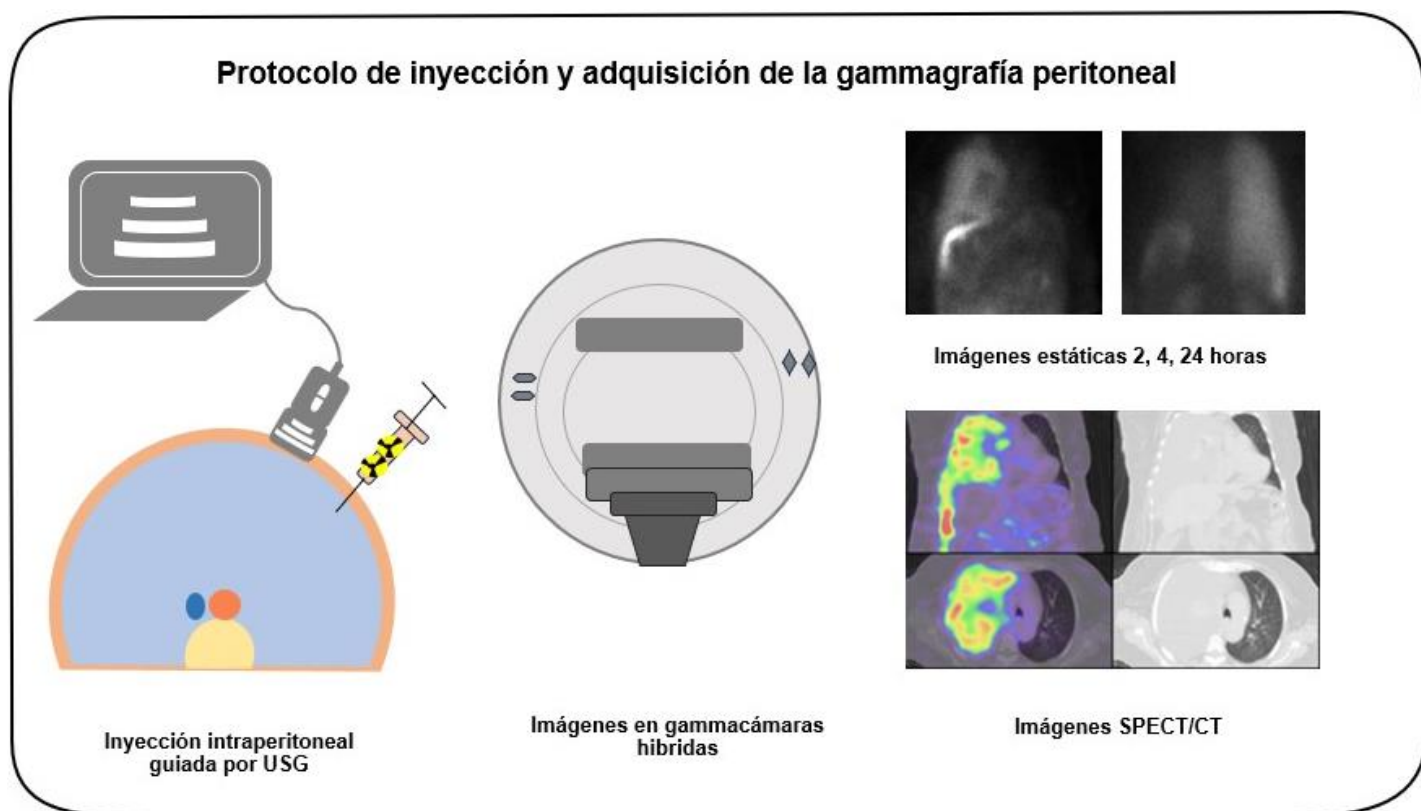 Protocolo de inyección y adquisición de la gammagrafía peritoneal
Imágenes estáticas 2, 4, 24 horas
Inyección intraperitoneal
guiada por USG
Imágenes en gammacámaras
hibridas
Imágenes SPECT/CT